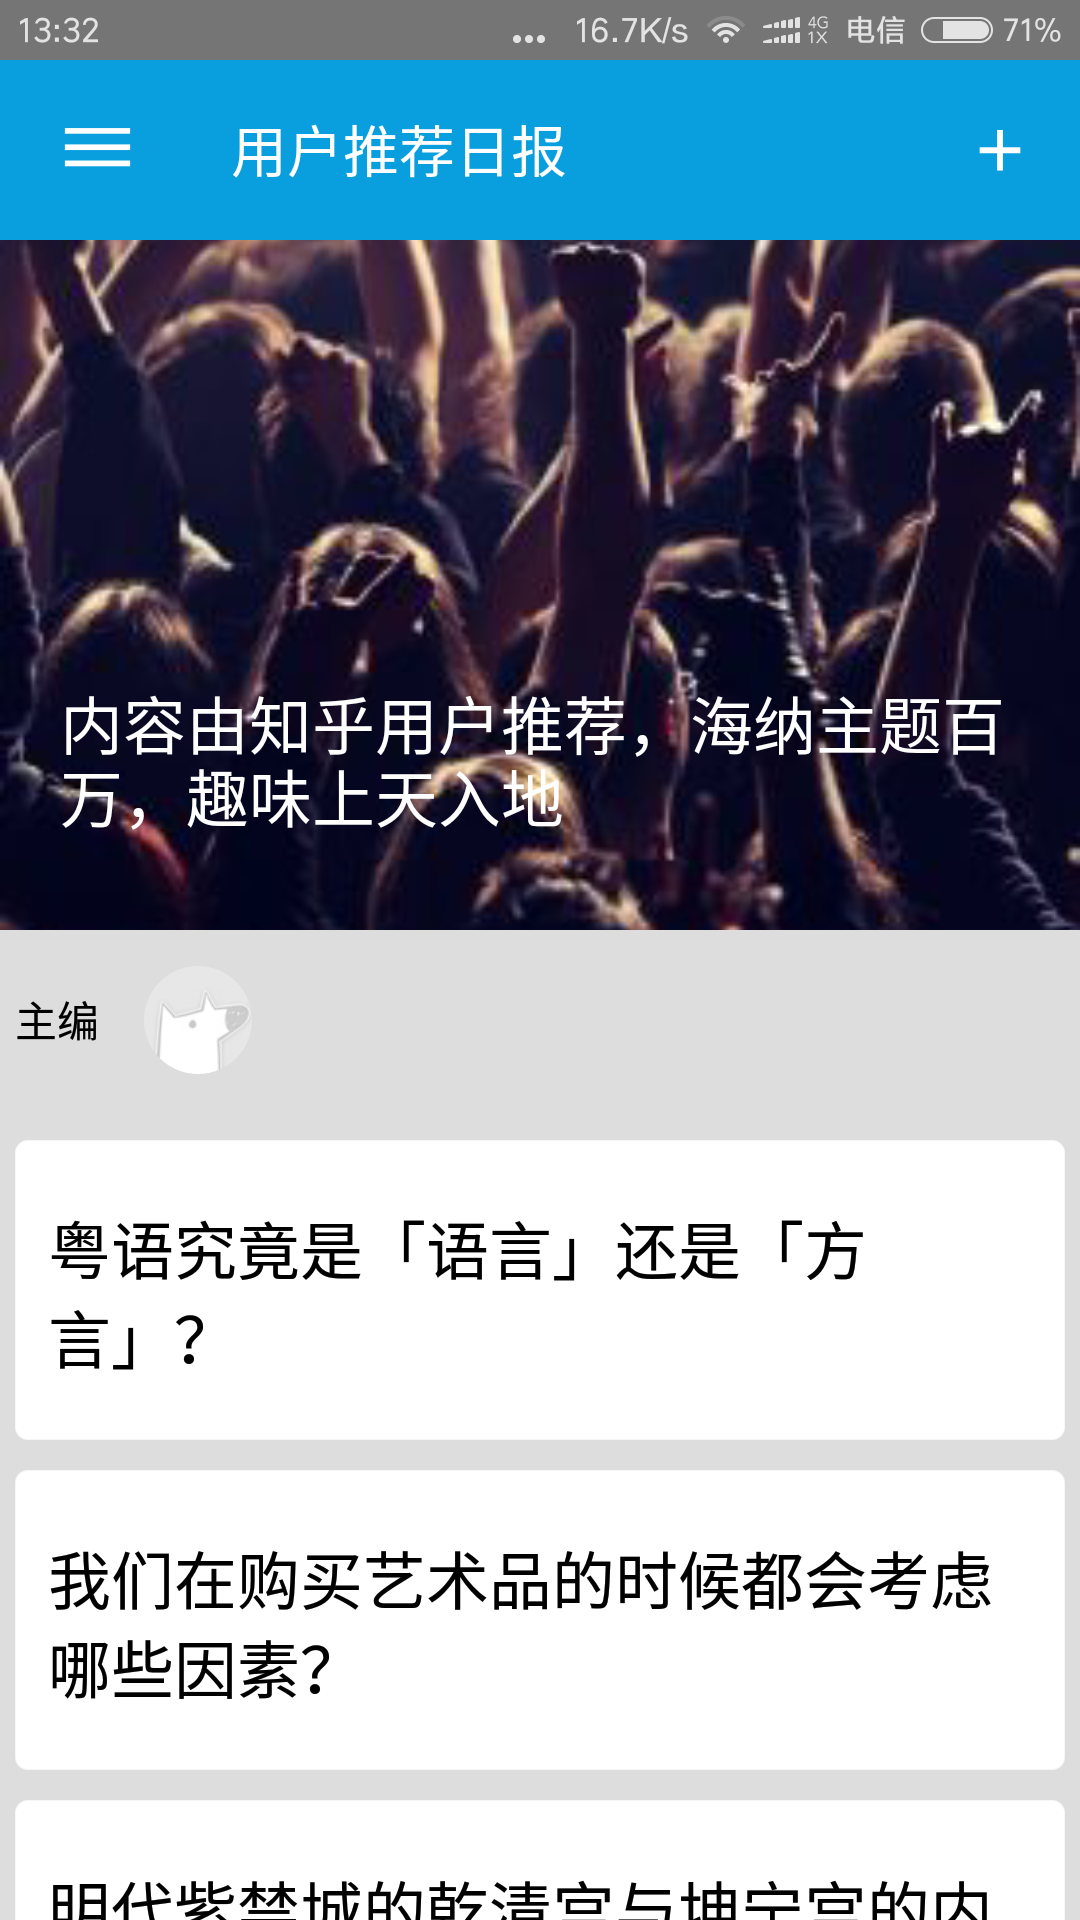 13:32 ... 16.7K/s 4G 1X 电信 71%
用户推荐日报
内容由知乎用户推荐，海纳主题百
万，趣味上天入地
主编
粤语究竟是「语言」还是「方
言」？
我们在购买艺术品的时候都会考虑
哪些因素？
明代紫禁城的乾清宫与坤宁宫的内